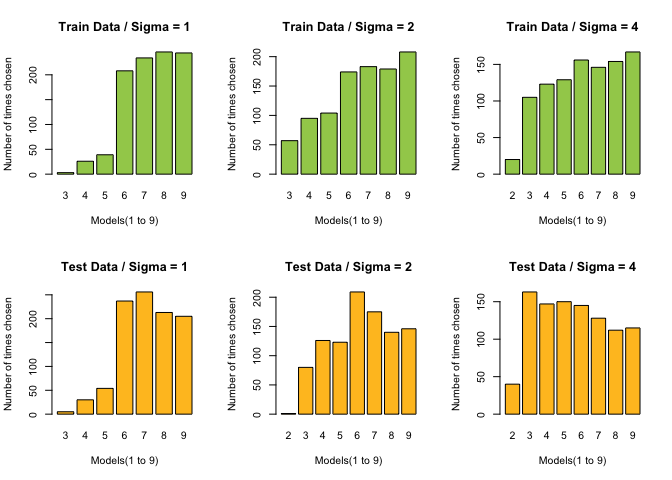 Train Data / Sigma = 1
Number of times chosen
0 50 100 200
3 4 5 6 7 8 9
Models(1 to 9)
Train Data / Sigma = 2
Number of times chosen
0 50 100 150 200
3 4 5 6 7 8 9
Models(1 to 9)
Train Data / Sigma = 4
Number of times chosen
0 50 100 150
2 3 4 5 6 7 8 9
Models(1 to 9)
Test Data / Sigma = 1
Number of times chosen
0 50 100 200
3 4 5 6 7 8 9
Models(1 to 9)
Test Data / Sigma = 2
Number of times chosen
0 50 100 150 200
2 3 4 5 6 7 8 9
Models(1 to 9)
Test Data / Sigma = 4
Number of times chosen
0 50 100 150
2 3 4 5 6 7 8 9
Models(1 to 9)